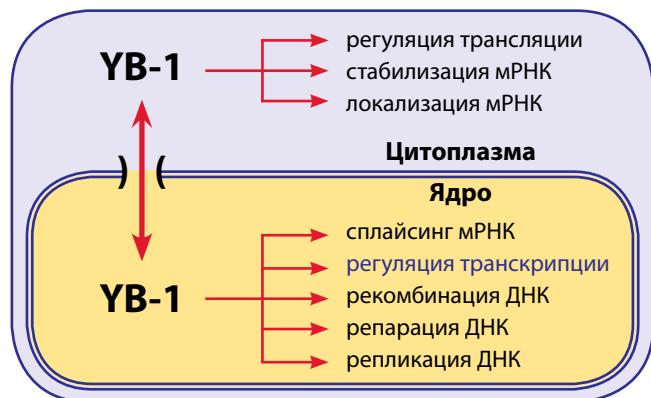 регуляция трансляции
YB-1
стабилизация мРНК
локализация мРНК
Цитоплазма
) (
Ядро
сплайсинг мРНК
регуляция транскрипции
YB-1
рекомбинация ДНК
репарация ДНК
репликация ДНК